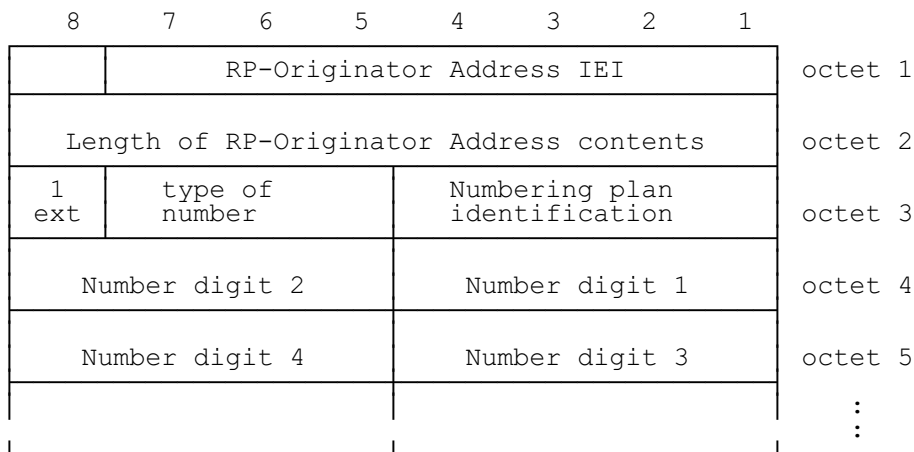 8 7 6 5 4 3 2 1
RP-Originator Address IEI octet 1
Length of RP-Originator Address contents octet 2
1 type of Numbering plan
ext number identification octet 3
Number digit 2 Number digit 1 octet 4
Number digit 4 Number digit 3 octet 5
:
: